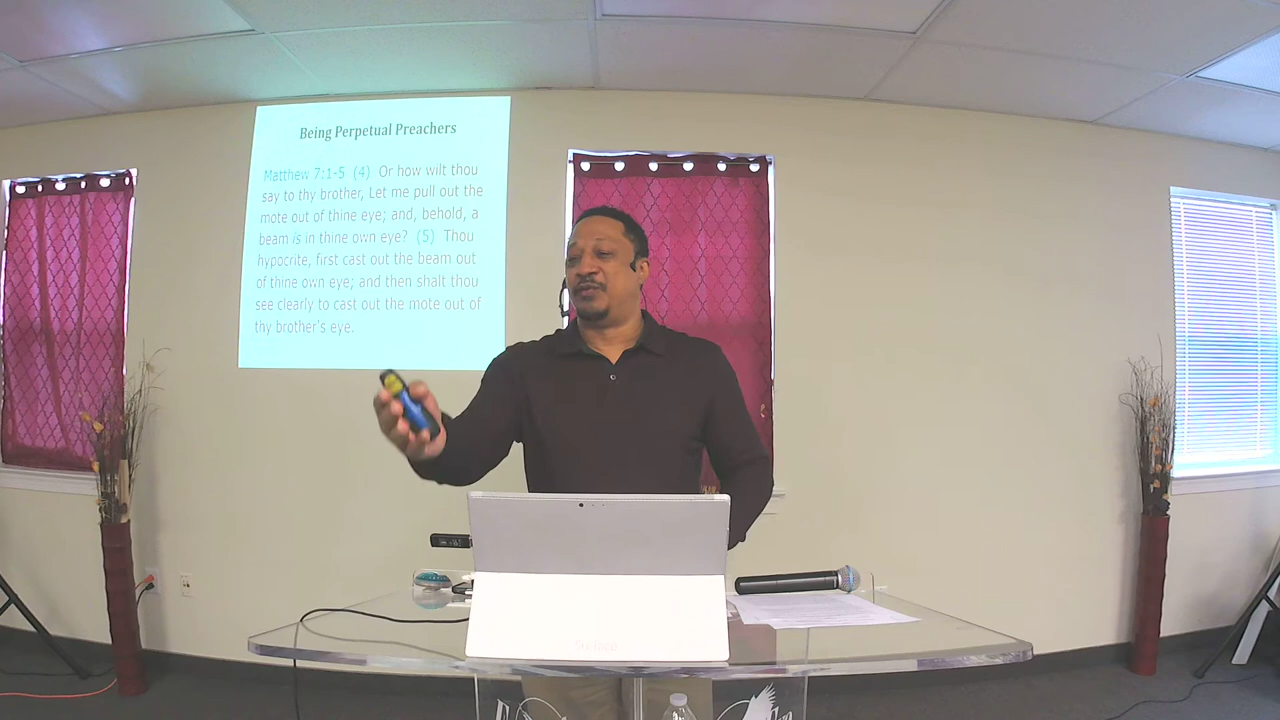 Being Perpetual Preachers
Matthew 7:1-5 (4) Or how wilt thou
say to thy brother, Let me pull out the
mote out of thine eye; and, behold, a
beam is in thine own eye? (5) Thou
hypocrite, first cast out the beam out
of thine own eye; and then shalt thou
see clearly to cast out the mote out of
thy brother's eye.